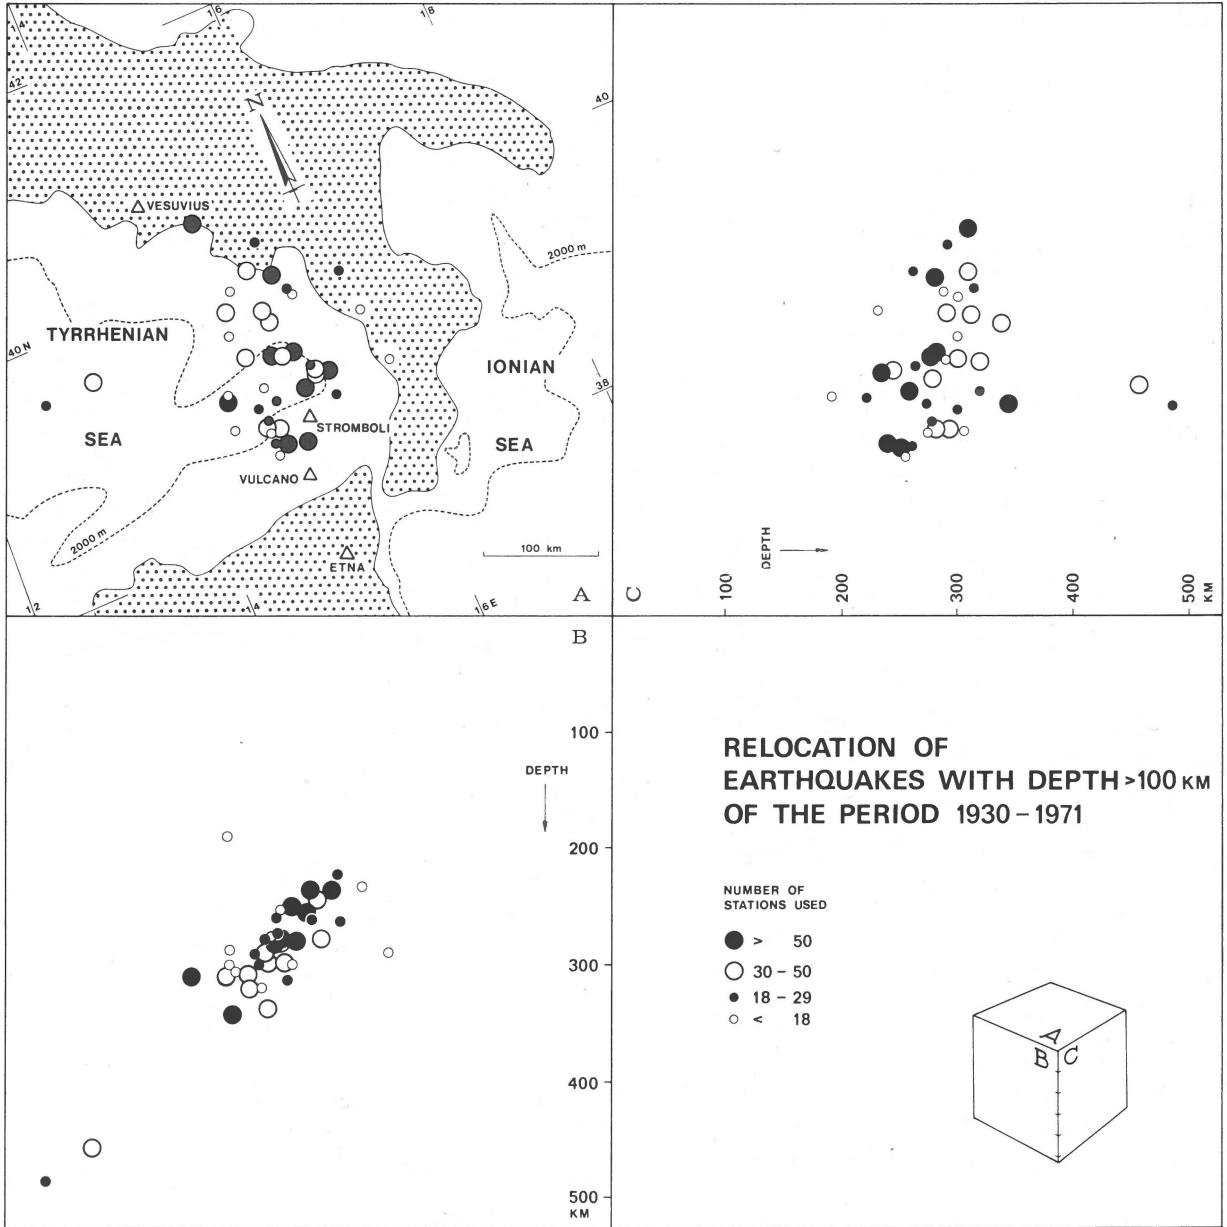 14
16
18
42°
40
N
VESUVIUS
2000 m
TYRRHENIAN
40 N
IONIAN
38
SEA
STROMBOLI
SEA
VULCANO
2000 m
100 km
ETNA
12
14
16 E
A
C
DEPTH
100
200
300
400
500
KM
B
100
DEPTH
200
300
400
500
KM
RELOCATION OF
EARTHQUAKES WITH DEPTH >100 KM
OF THE PERIOD 1930 – 1971
NUMBER OF
STATIONS USED
> 50
30 – 50
18 – 29
< 18
A
B C